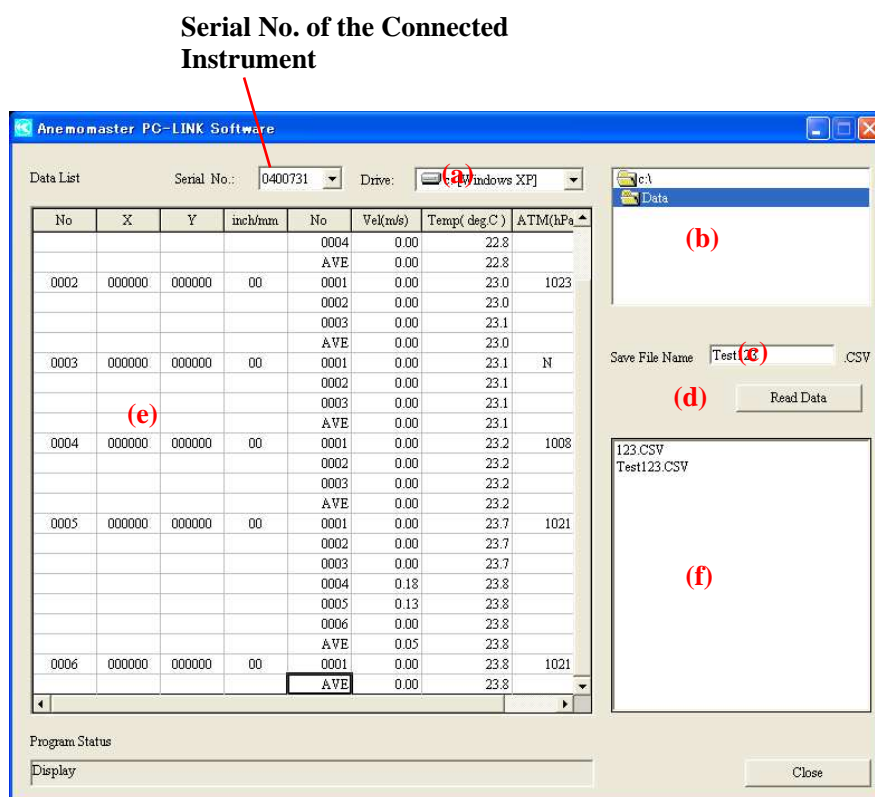 Serial No. of the Connected
Instrument
Anemomaster PC-LINK Software
Data List Serial No.: 0400731 Drive: [Windows XP] (a)
c:\
Data
(b)
No X Y inch/mm No Vel(m/s) Temp( deg.C ) ATM(hPa
0004 0.00 22.8
AVE 0.00 22.8
0002 000000 000000 00 0001 0.00 23.0 1023
0002 0.00 23.0
0003 0.00 23.1
AVE 0.00 23.0
0003 000000 000000 00 0001 0.00 23.1 N
0002 0.00 23.1
0003 0.00 23.1
AVE 0.00 23.1
(e)
0004 000000 000000 00 0001 0.00 23.2 1008
0002 0.00 23.2
0003 0.00 23.2
AVE 0.00 23.2
0005 000000 000000 00 0001 0.00 23.7 1021
0002 0.00 23.7
0003 0.00 23.7
0004 0.18 23.8
0005 0.13 23.8
0006 0.00 23.8
AVE 0.05 23.8
0006 000000 000000 00 0001 0.00 23.8 1021
AVE 0.00 23.8
Save File Name Test123 (c) .CSV
(d) Read Data
123.CSV
Test123.CSV
(f)
Program Status
Display
Close